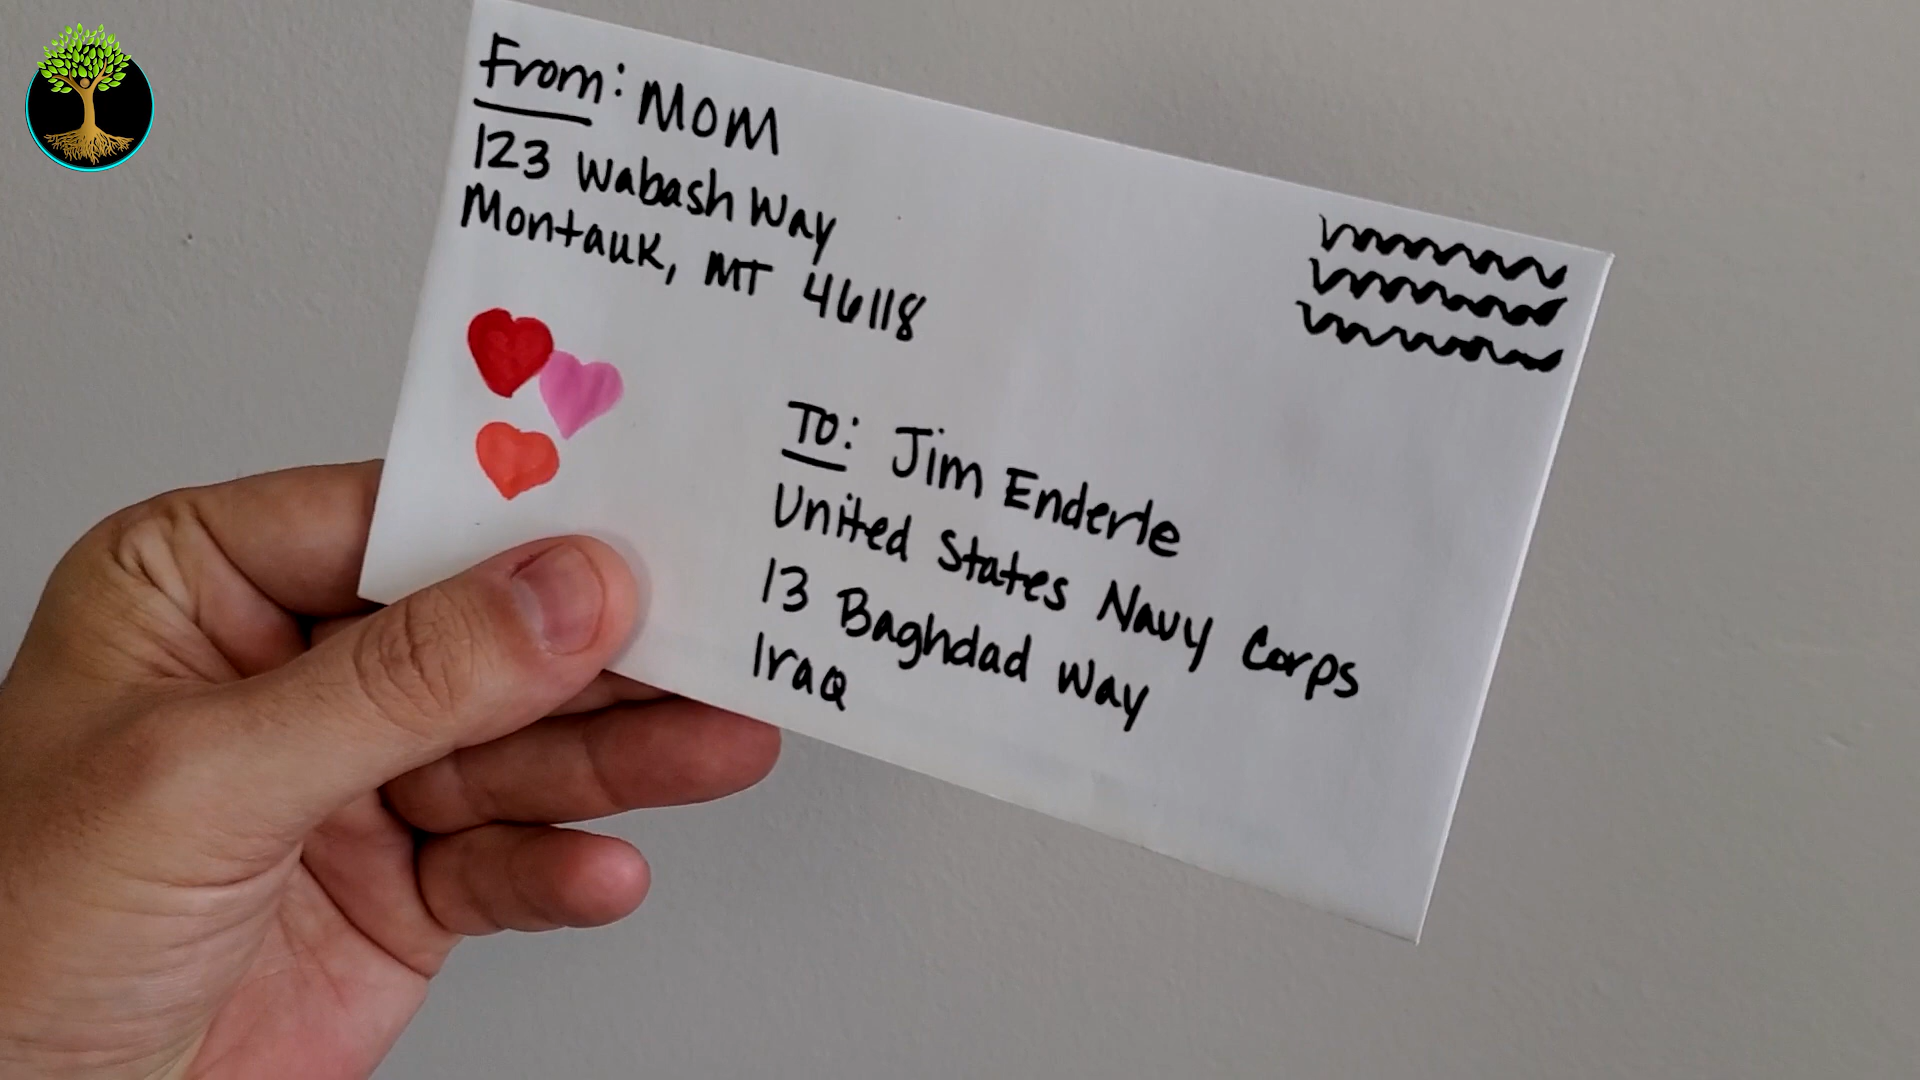 From: MOM
123 Wabash Way
Montauk, MT 46118
To: Jim Enderle
United States Navy Corps
13 Baghdad Way
Iraq